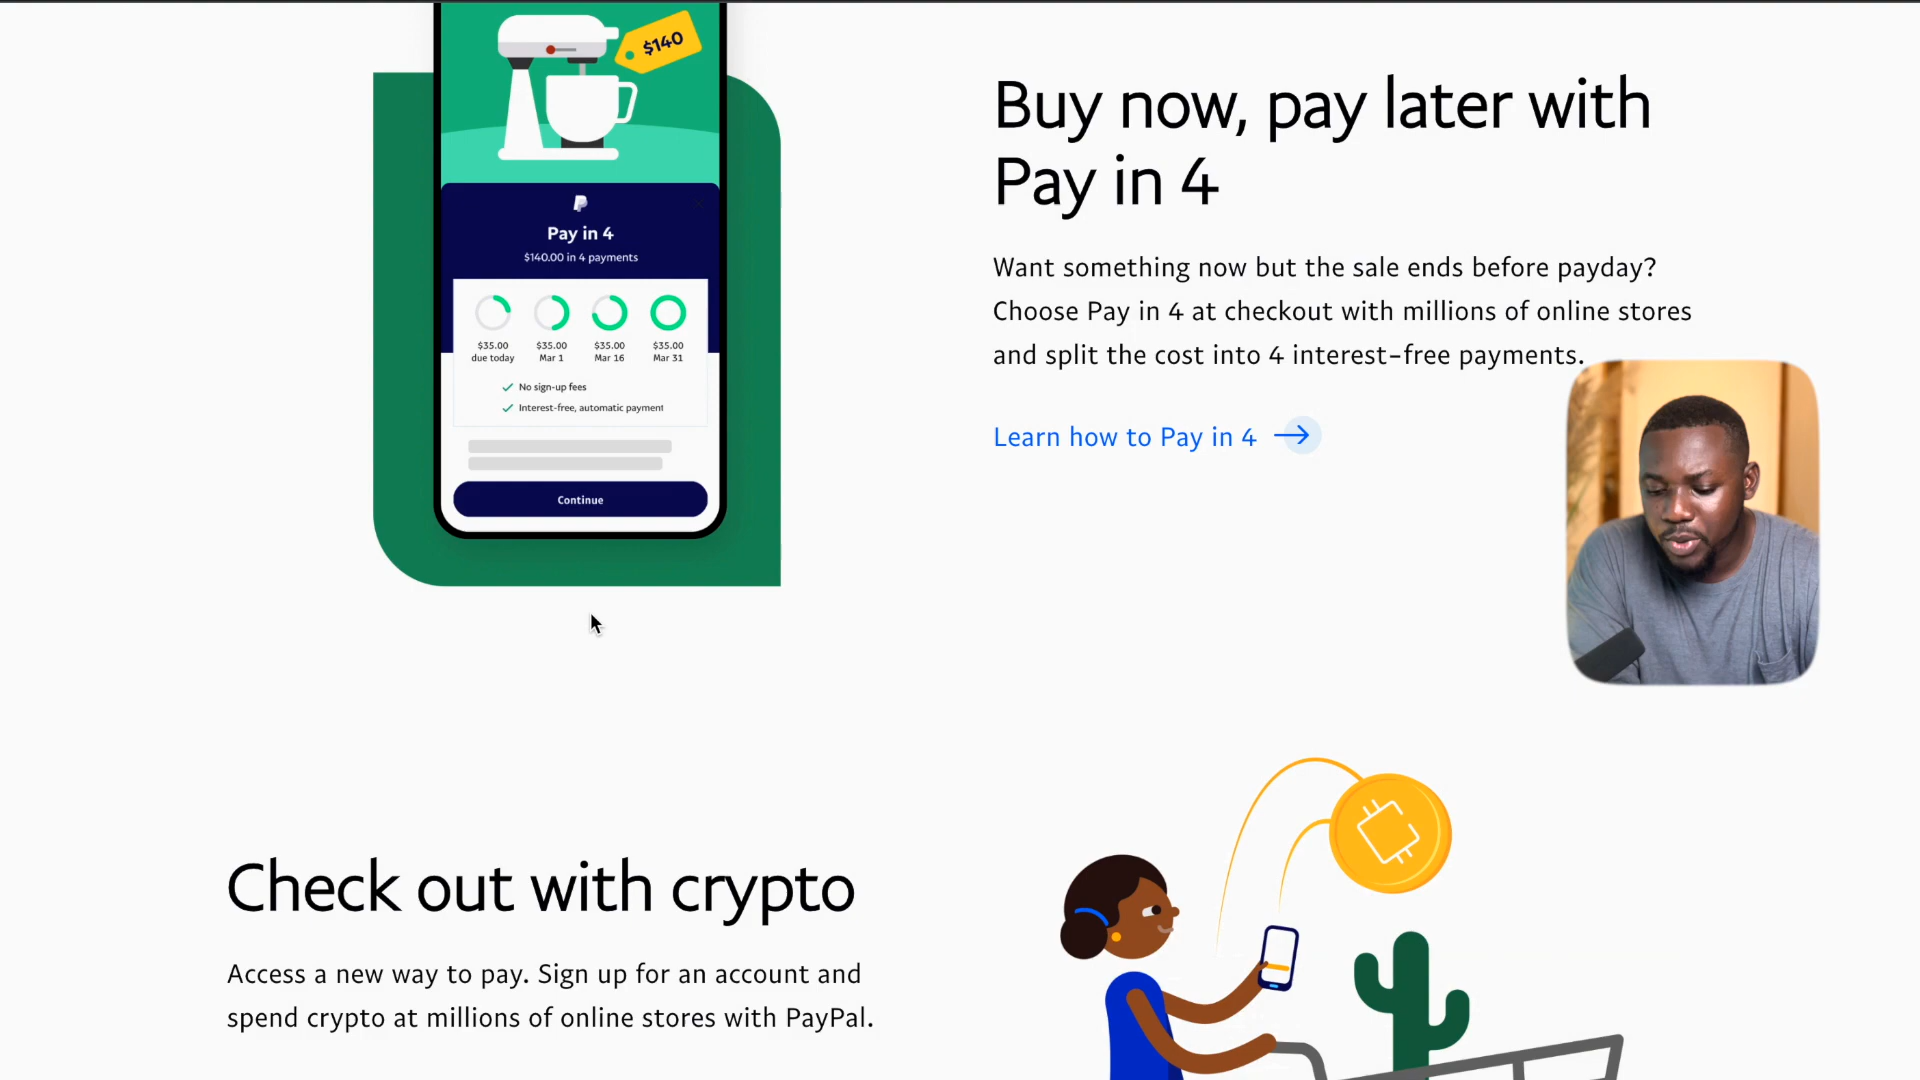 $140
Pay in 4
$140.00 in 4 payments
$35.00 $35.00 $35.00 $35.00
due today Mar 1 Mar 16 Mar 31
No sign-up fees
Interest-free, automatic payment
Continue
Buy now, pay later with
Pay in 4
Want something now but the sale ends before payday?
Choose Pay in 4 at checkout with millions of online stores
and split the cost into 4 interest-free payments.
Learn how to Pay in 4
Check out with crypto
Access a new way to pay. Sign up for an account and
spend crypto at millions of online stores with PayPal.